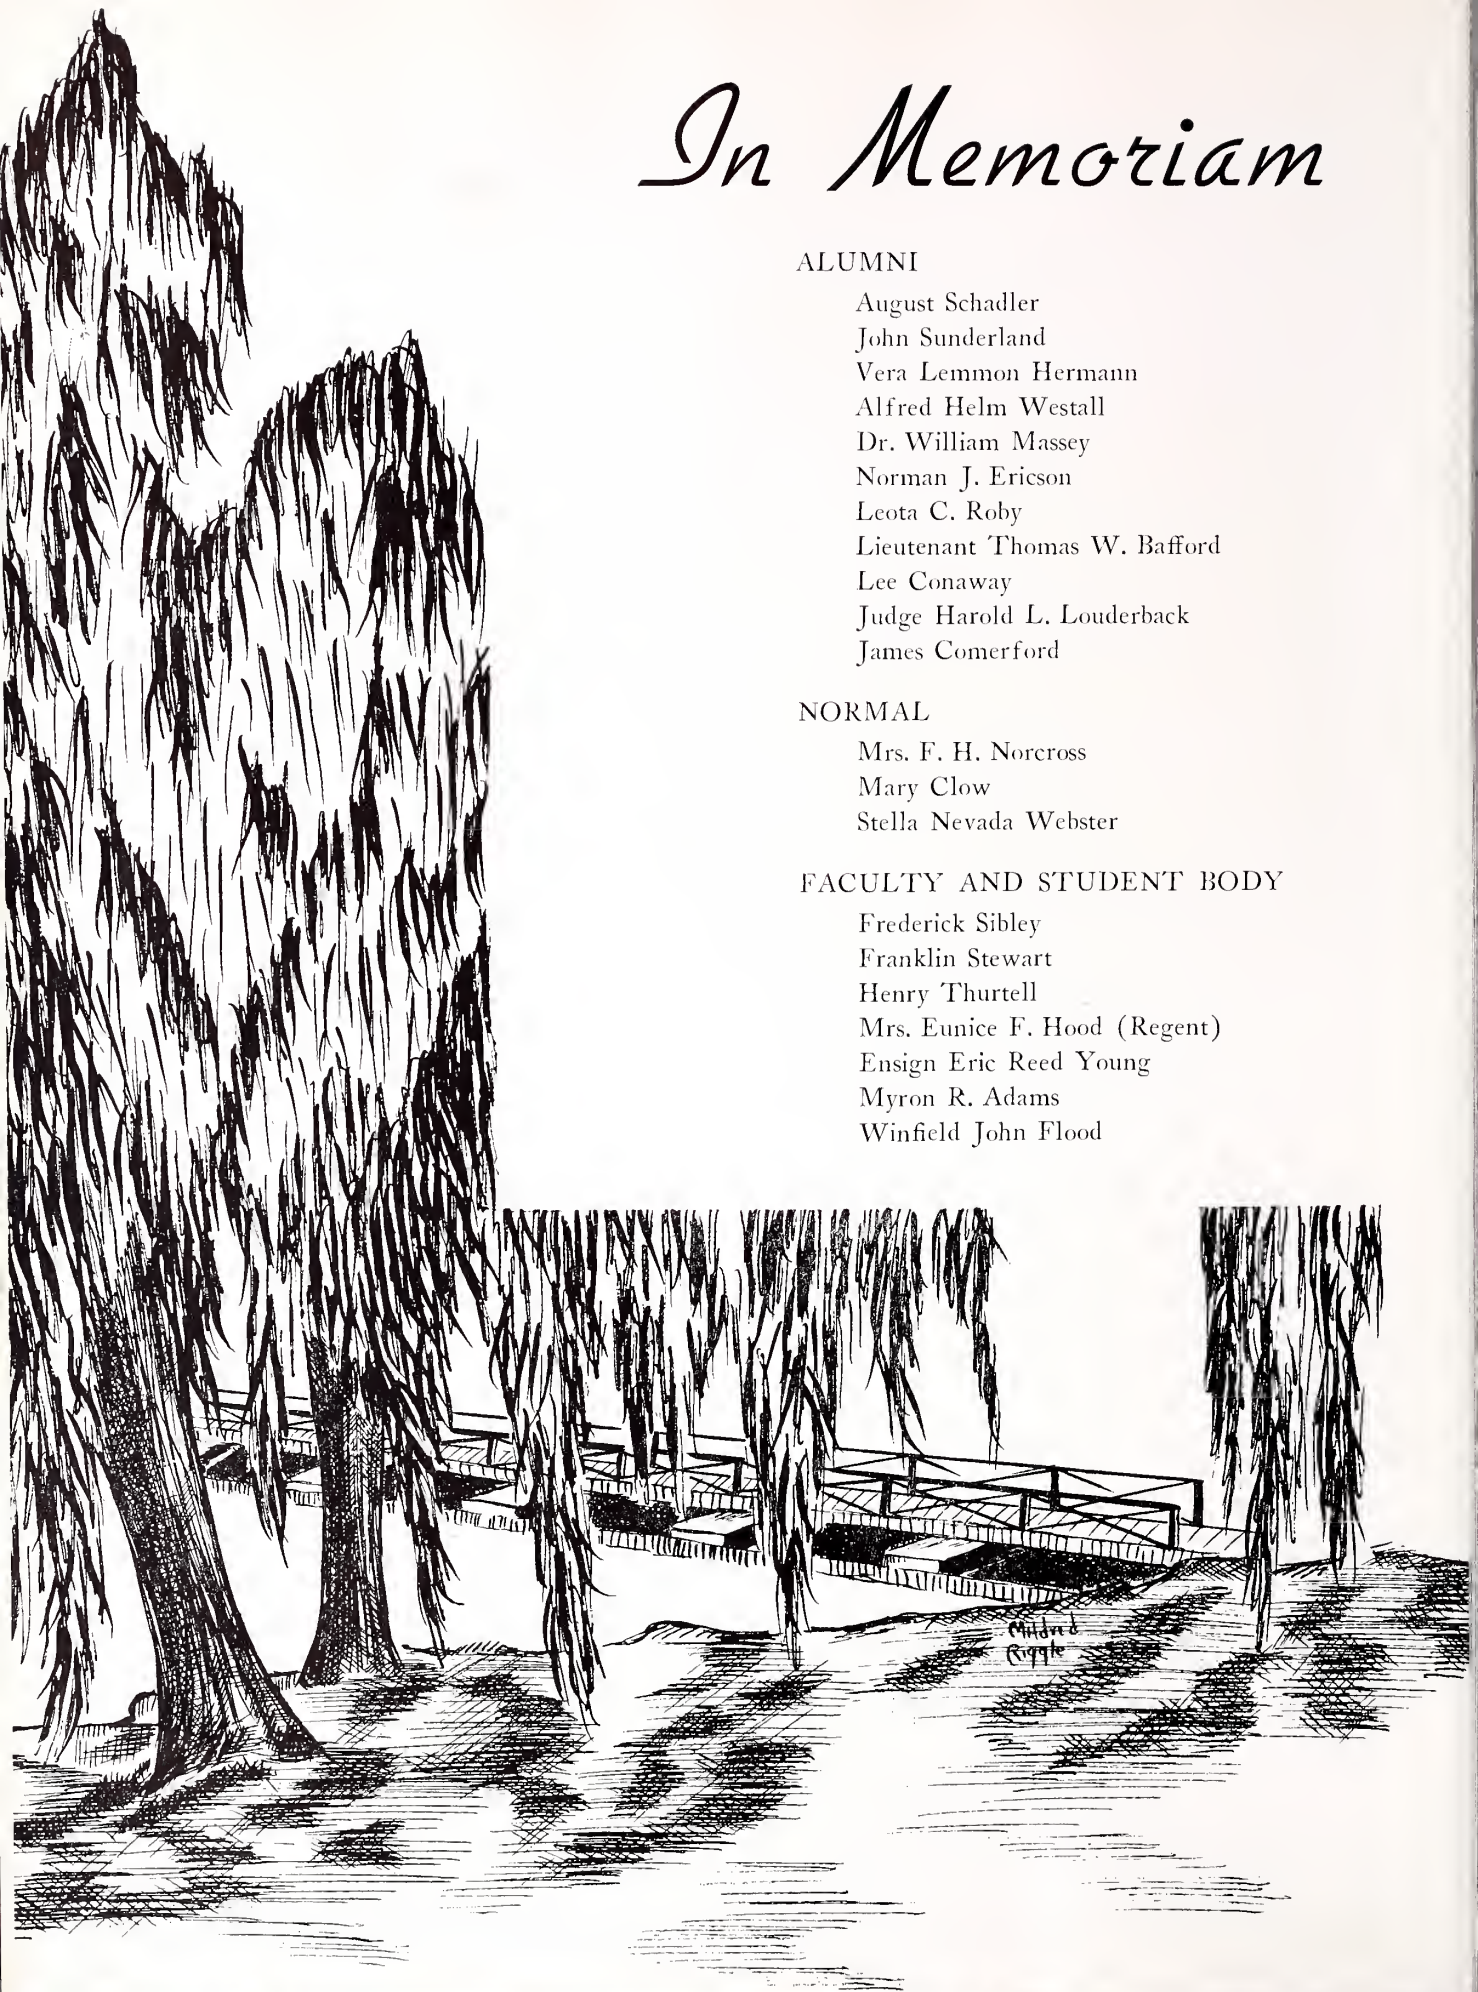 In Memoriam
ALUMNI
August Schadler
John Sunderland
Vera Lemmon Hermann
Alfred Helm Westall
Dr. William Massey
Norman J. Ericson
Leota C. Roby
Lieutenant Thomas W. Bafford
Lee Conaway
Judge Harold L. Louderback
James Comerford
NORMAL
Mrs. F. H. Norcross
Mary Clow
Stella Nevada Webster
FACULTY AND STUDENT BODY
Frederick Sibley
Franklin Stewart
Henry Thurtell
Mrs. Eunice F. Hood (Regent)
Ensign Eric Reed Young
Myron R. Adams
Winfield John Flood
Mildred
Riggle